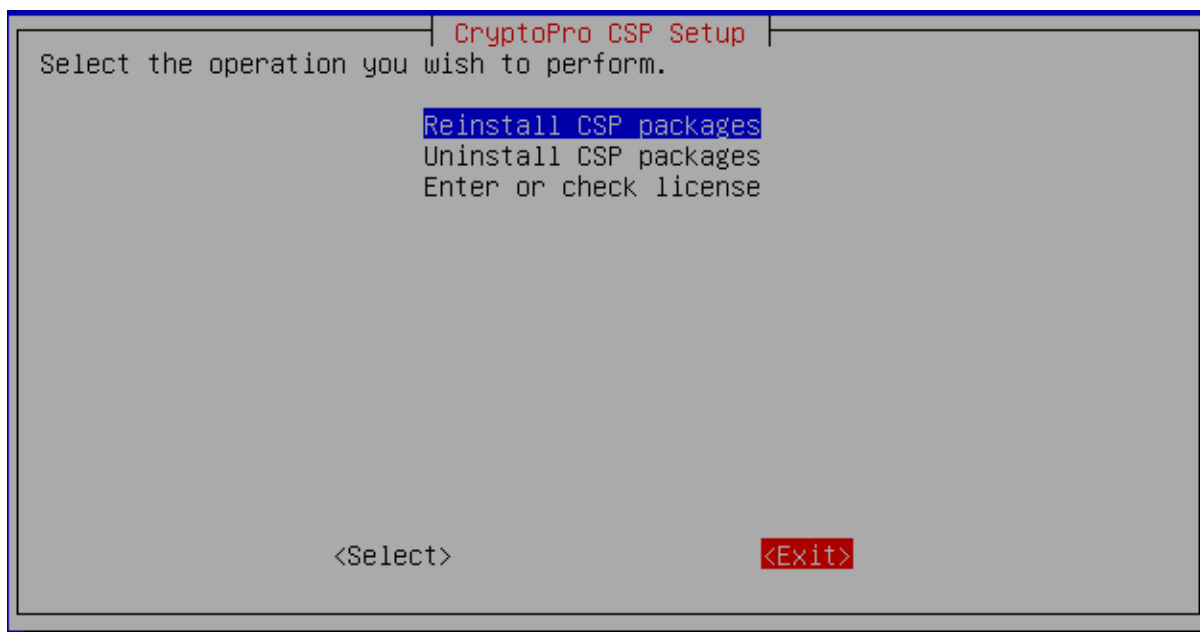 CryptoPro CSP Setup
Select the operation you wish to perform.
Reinstall CSP packages
Uninstall CSP packages
Enter or check license
<Select> <Exit>